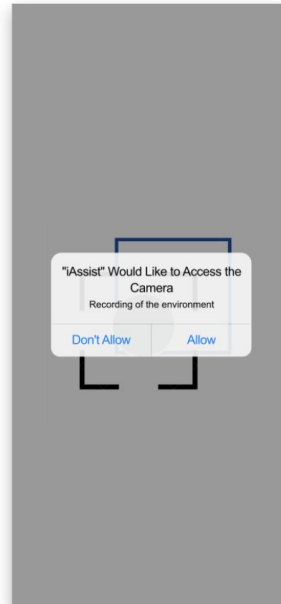 "iAssist" Would Like to Access the
Camera
Recording of the environment
Don't Allow
Allow